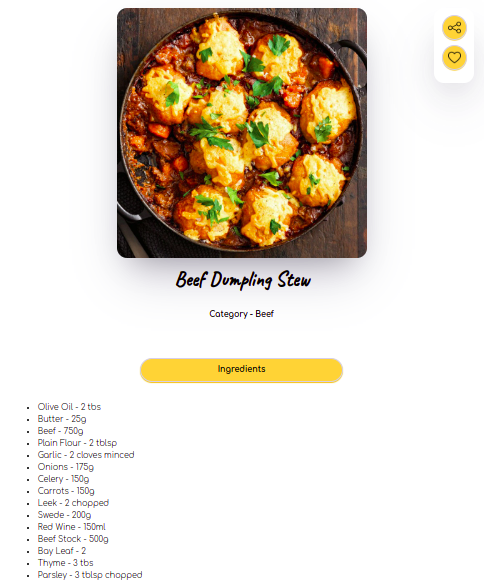 Beef Dumpling Stew
Category - Beef
Ingredients
Olive Oil - 2 tbs
Butter - 25g
Beef - 750g
Plain Flour - 2 tblsp
Garlic - 2 cloves minced
Onions - 175g
Celery - 150g
Carrots - 150g
Leek - 2 chopped
Swede - 200g
Red Wine - 150ml
Beef Stock - 500g
Bay Leaf - 2
Thyme - 3 tbs
Parsley - 3 tblsp chopped